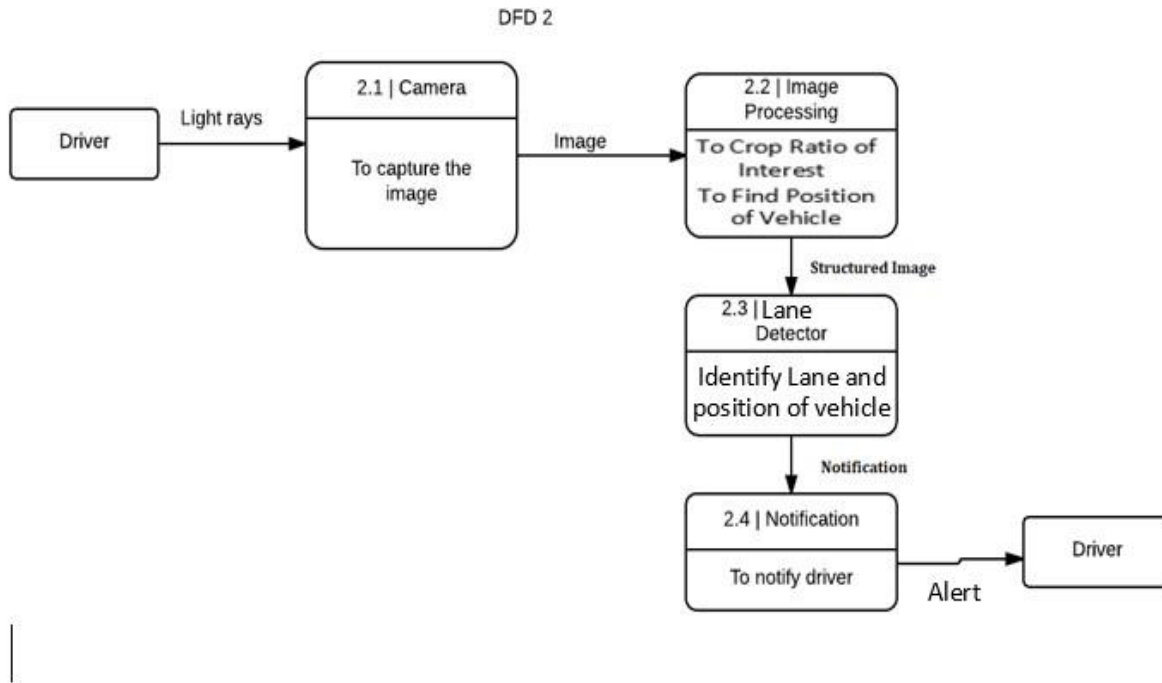 DFD 2
Driver
Light rays
2.1 | Camera
To capture the
image
Image
2.2 | Image
Processing
To Crop Ratio of
Interest
To Find Position
of Vehicle
Structured Image
2.3 | Lane
Detector
Identify Lane and
position of vehicle
Notification
2.4 | Notification
To notify driver
Alert
Driver